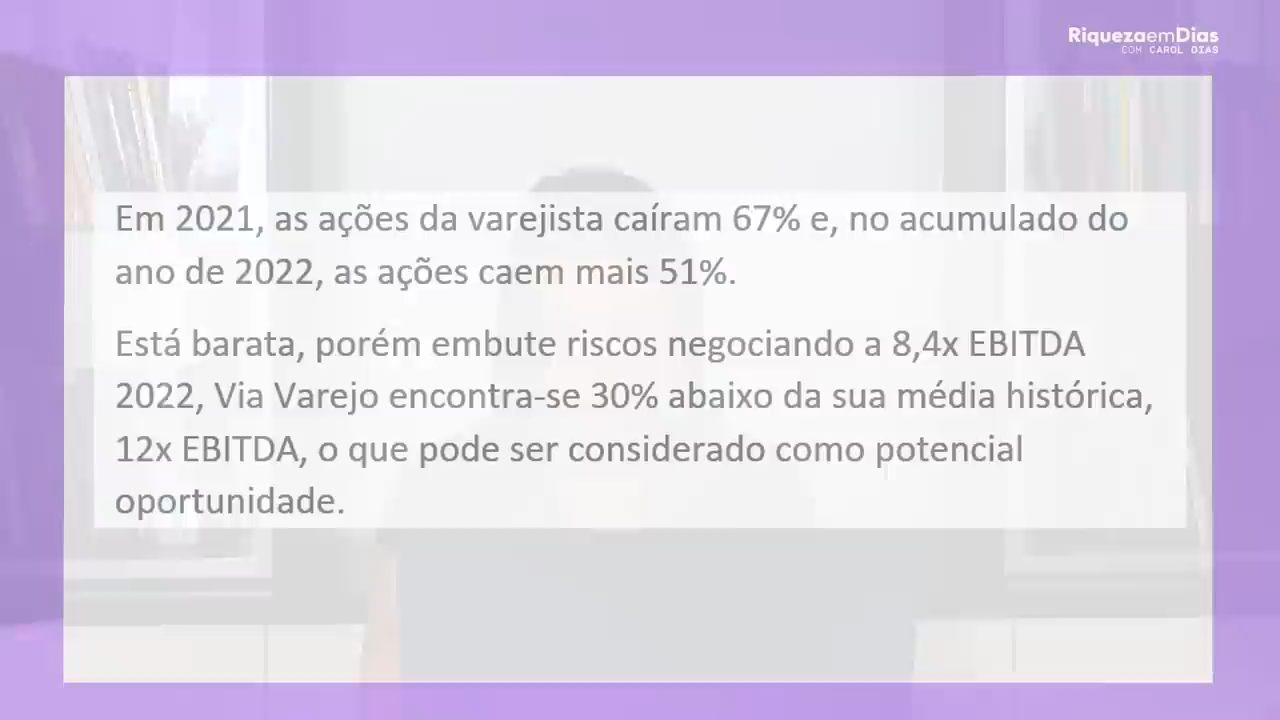 RiquezaemDias
COM CAROL DIAS
Em 2021, as ações da varejista caíram 67% e, no acumulado do
ano de 2022, as ações caem mais 51%.
Está barata, porém embute riscos negociando a 8,4x EBITDA
2022, Via Varejo encontra-se 30% abaixo da sua média histórica,
12x EBITDA, o que pode ser considerado como potencial
oportunidade.